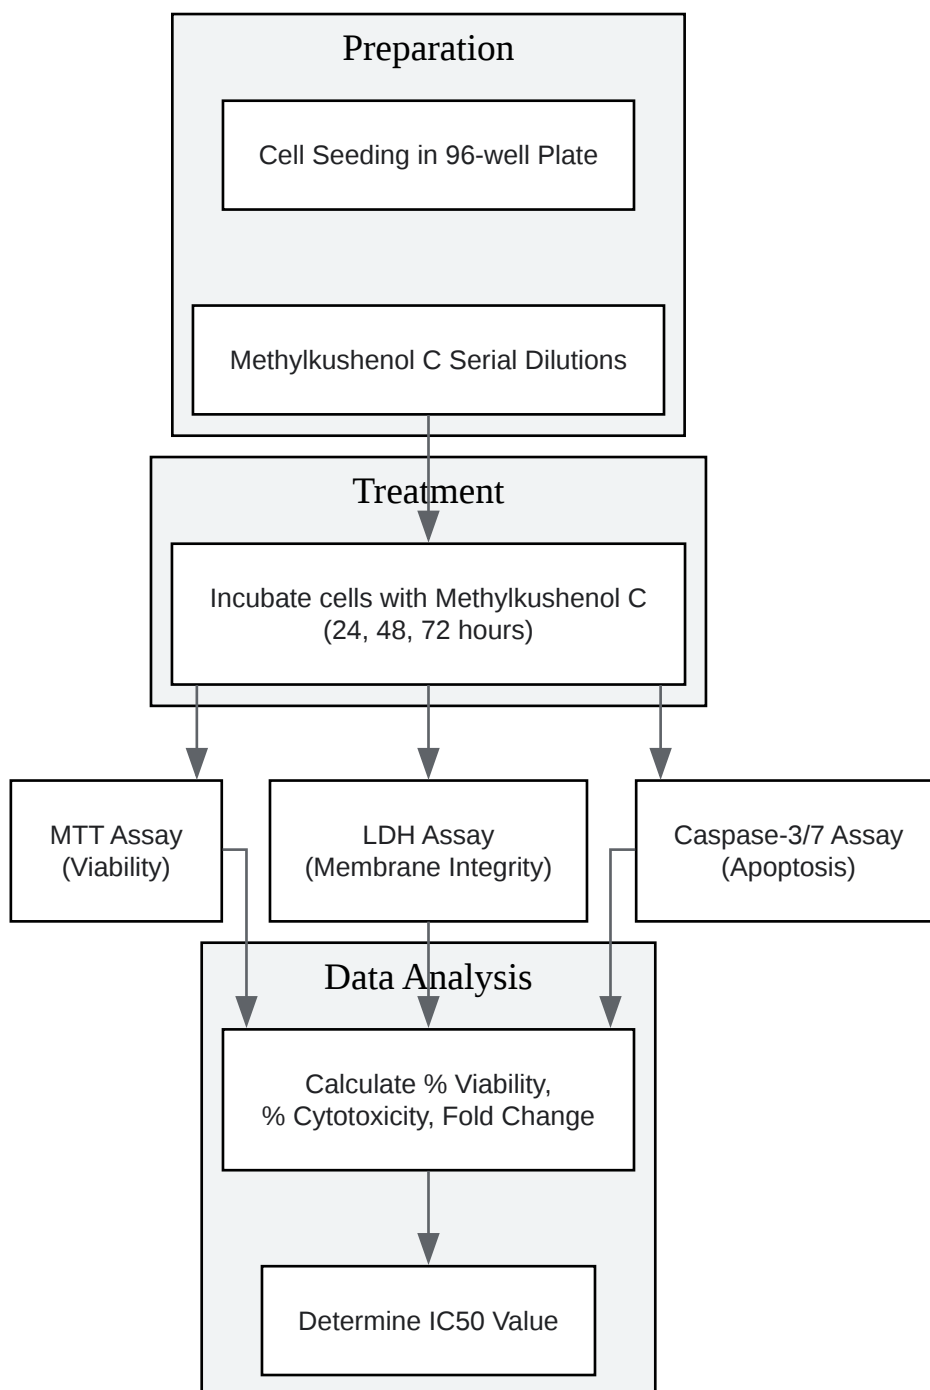 Preparation
Cell Seeding in 96-well Plate
Methylkushenol C Serial Dilutions
Treatment
Incubate cells with Methylkushenol C
(24, 48, 72 hours)
MTT Assay
(Viability)
LDH Assay
(Membrane Integrity)
Caspase-3/7 Assay
(Apoptosis)
Data Analysis
Calculate % Viability,
% Cytotoxicity, Fold Change
Determine IC50 Value